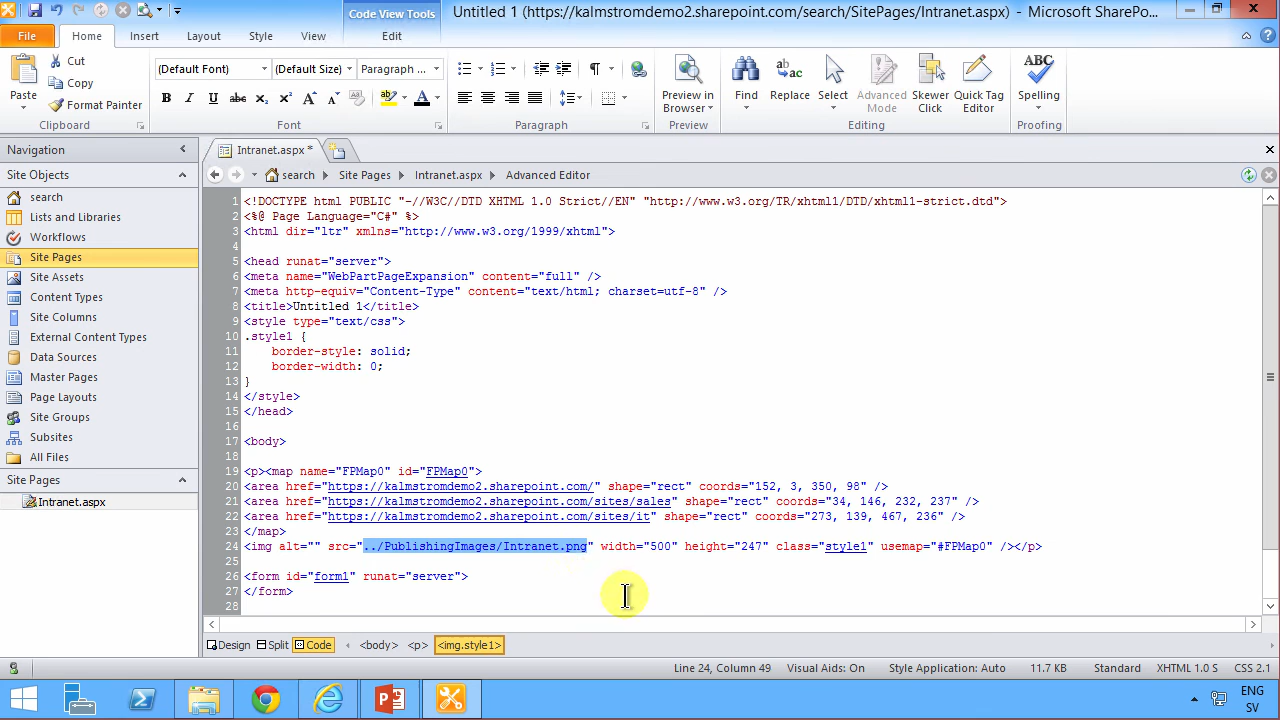 Code View Tools
Untitled 1 (https://kalmstromdemo2.sharepoint.com/search/SitePages/Intranet.aspx) - Microsoft SharePo...
File Home Insert Layout Style View Edit
Paste Cut Copy Format Painter
(Default Font) (Default Size) Paragraph ...
B I U abc X₂ X² A A
Preview in Browser
Find
Replace
Select
Advanced Mode
Skewer Click
Quick Tag Editor
ABC Spelling
Clipboard Font Paragraph Preview Editing Proofing
Navigation
Site Objects
search
Lists and Libraries
Workflows
Site Pages
Site Assets
Content Types
Site Columns
External Content Types
Data Sources
Master Pages
Page Layouts
Site Groups
Subsites
All Files
Site Pages
Intranet.aspx
Intranet.aspx *
search Site Pages Intranet.aspx Advanced Editor
1 <!DOCTYPE html PUBLIC "-//W3C//DTD XHTML 1.0 Strict//EN" "http://www.w3.org/TR/xhtml1/DTD/xhtml1-strict.dtd">
2 <%@ Page Language="C#" %>
3 <html dir="ltr" xmlns="http://www.w3.org/1999/xhtml">
4
5 <head runat="server">
6 <meta name="WebPartPageExpansion" content="full" />
7 <meta http-equiv="Content-Type" content="text/html; charset=utf-8" />
8 <title>Untitled 1</title>
9 <style type="text/css">
10 .style1 {
11 border-style: solid;
12 border-width: 0;
13 }
14 </style>
15 </head>
16
17 <body>
18
19 <p><map name="FPMap0" id="FPMap0">
20 <area href="https://kalmstromdemo2.sharepoint.com/" shape="rect" coords="152, 3, 350, 98" />
21 <area href="https://kalmstromdemo2.sharepoint.com/sites/sales" shape="rect" coords="34, 146, 232, 237" />
22 <area href="https://kalmstromdemo2.sharepoint.com/sites/it" shape="rect" coords="273, 139, 467, 236" />
23 </map>
24 <img alt="" src="../PublishingImages/Intranet.png" width="500" height="247" class="style1" usemap="#FPMap0" /></p>
25
26 <form id="form1" runat="server">
27 </form>
28
Design Split Code <body> <p> <img.style1>
Line 24, Column 49 Visual Aids: On Style Application: Auto 11.7 KB Standard XHTML 1.0 S CSS 2.1
ENG
SV